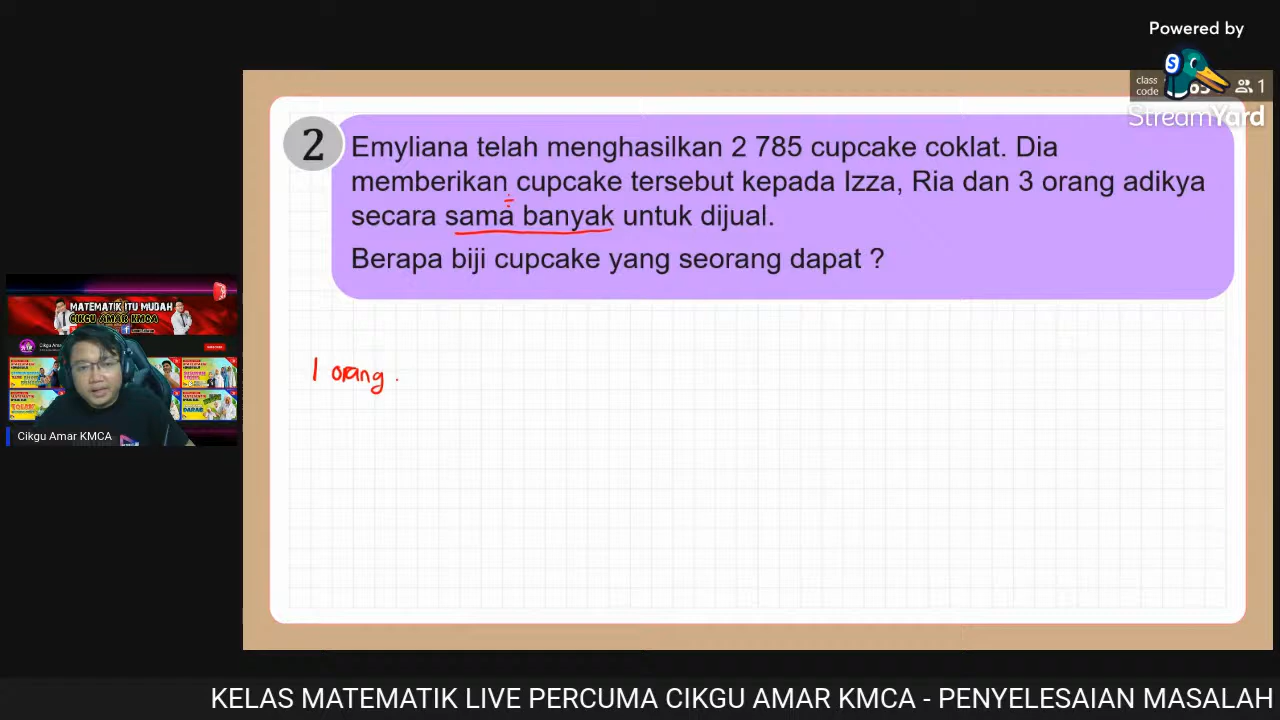 Powered by
class
code
1
StreamYard
2
Emyliana telah menghasilkan 2 785 cupcake coklat. Dia
memberikan cupcake tersebut kepada Izza, Ria dan 3 orang adikya
÷
secara sama banyak untuk dijual.
Berapa biji cupcake yang seorang dapat ?
1 orang
MATEMATIK ITU MUDAH
CIKGU AMAR KMCA
Cikgu Amar KMCA
KELAS MATEMATIK LIVE PERCUMA CIKGU AMAR KMCA - PENYELESAIAN MASALAH